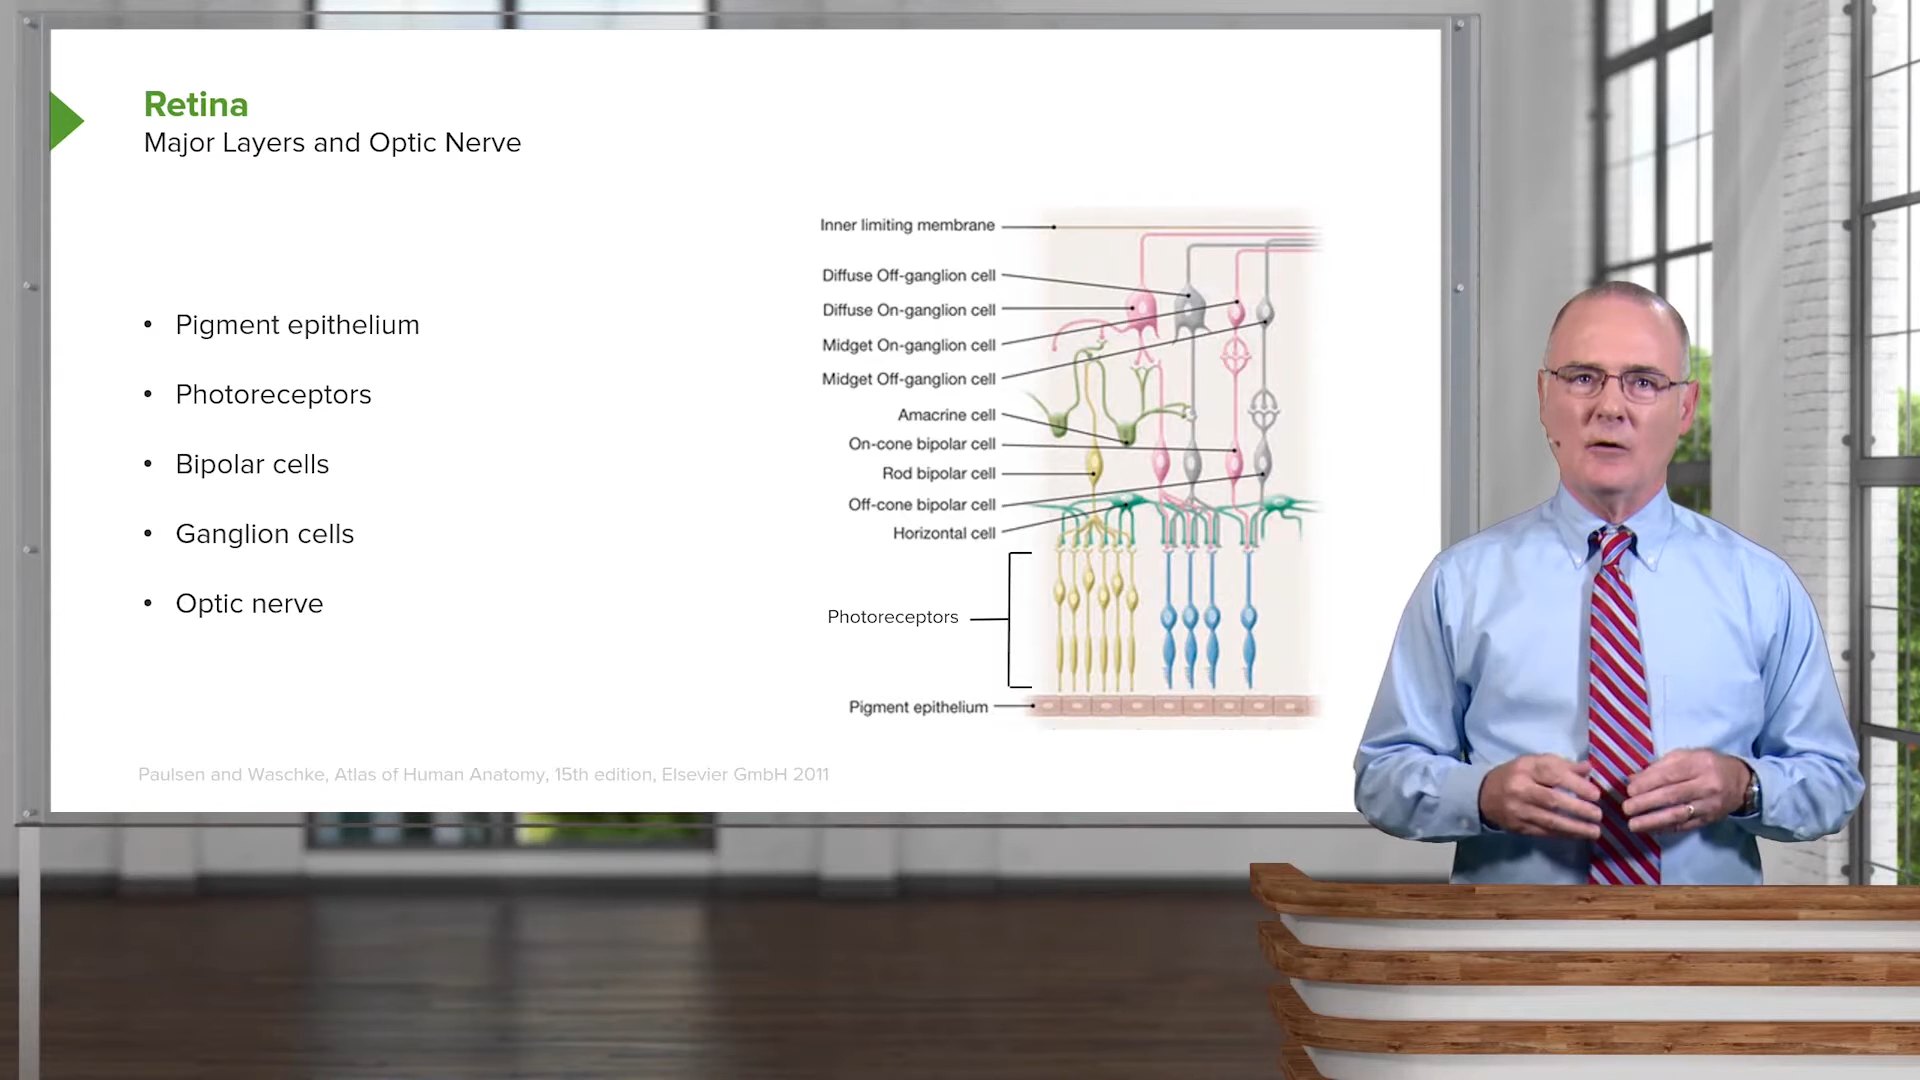 Retina
Major Layers and Optic Nerve
• Pigment epithelium
• Photoreceptors
• Bipolar cells
• Ganglion cells
• Optic nerve
Inner limiting membrane
Diffuse Off-ganglion cell
Diffuse On-ganglion cell
Midget On-ganglion cell
Midget Off-ganglion cell
Amacrine cell
On-cone bipolar cell
Rod bipolar cell
Off-cone bipolar cell
Horizontal cell
Photoreceptors
Pigment epithelium
Paulsen and Waschke, Atlas of Human Anatomy, 15th edition, Elsevier GmbH 2011